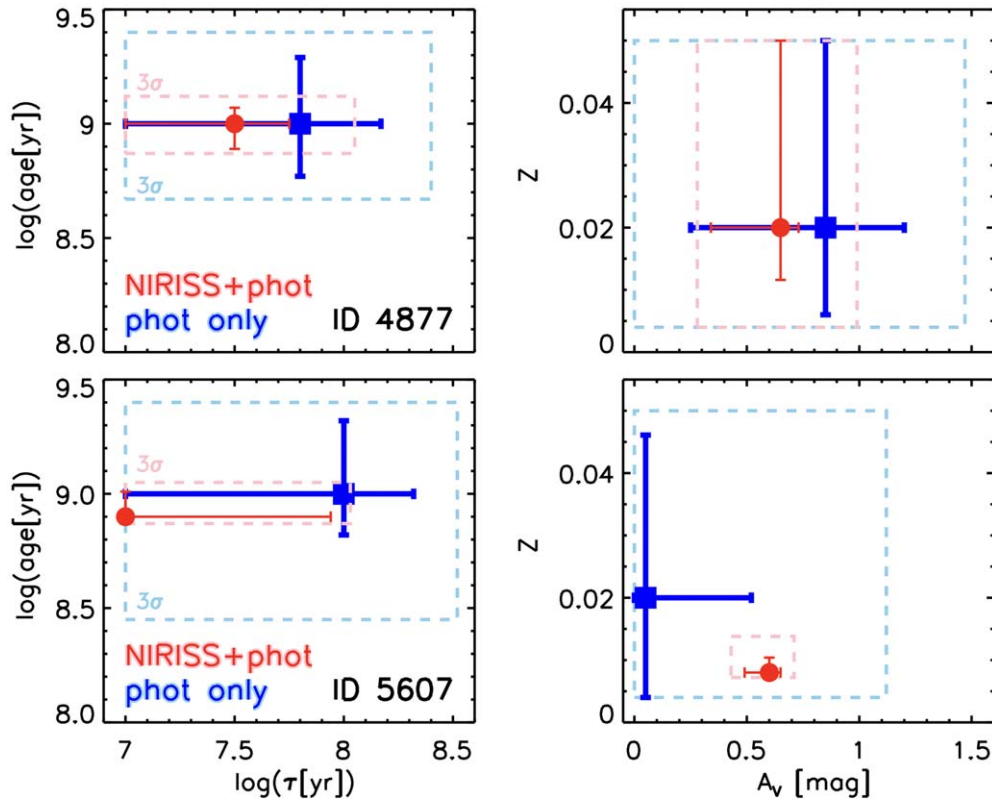 9.5
3σ
log(age[yr])
9
3σ
8.5
NIRISS+phot
phot only ID 4877
8.0
0.04
Z
0.02
0
9.5
3σ
log(age[yr])
9.0
8.5
3σ
NIRISS+phot
phot only ID 5607
8.0
7 7.5 8 8.5
log(τ[yr])
0.04
Z
0.02
0
0 0.5 1 1.5
Av [mag]